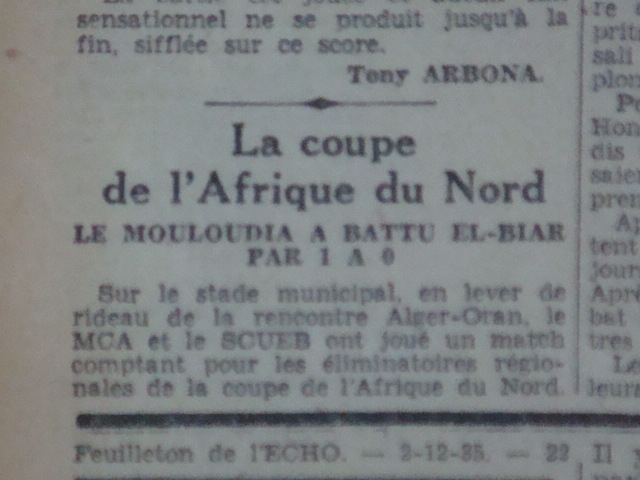 sensationnel ne se produit jusqu'à la
fin, sifflée sur ce score.
Tony ARBONA.
La coupe
de l'Afrique du Nord
LE MOULOUDIA A BATTU EL-BIAR
PAR 1 A 0
Sur le stade municipal, en lever de
rideau de la rencontre Alger-Oran, le
MCA et le SCUEB ont joué un match
comptant pour les éliminatoires régio-
nales de la coupe de l'Afrique du Nord.
Feuilleton de l'ECHO. — 2-12-35. — 22
Il